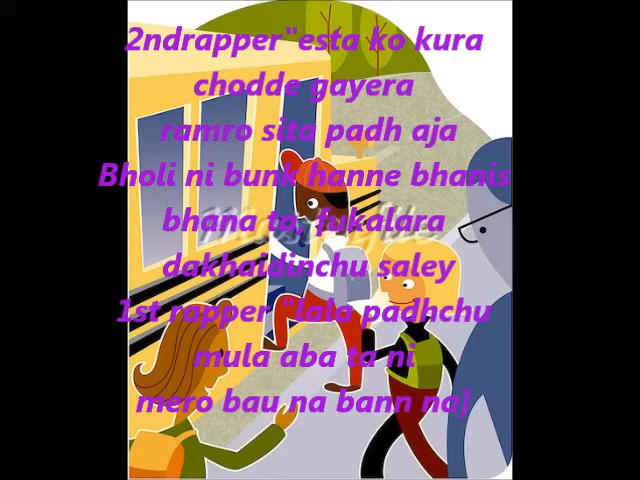 2ndrapper"esta ko kura
chodde gayera
ramro sita padh aja
Bholi ni bunk hanne bhanis
bhana ta, fukalara
dakhaidinchu saley
1st rapper "lala padhchu
mula aba ta ni
mero bau na bann na]